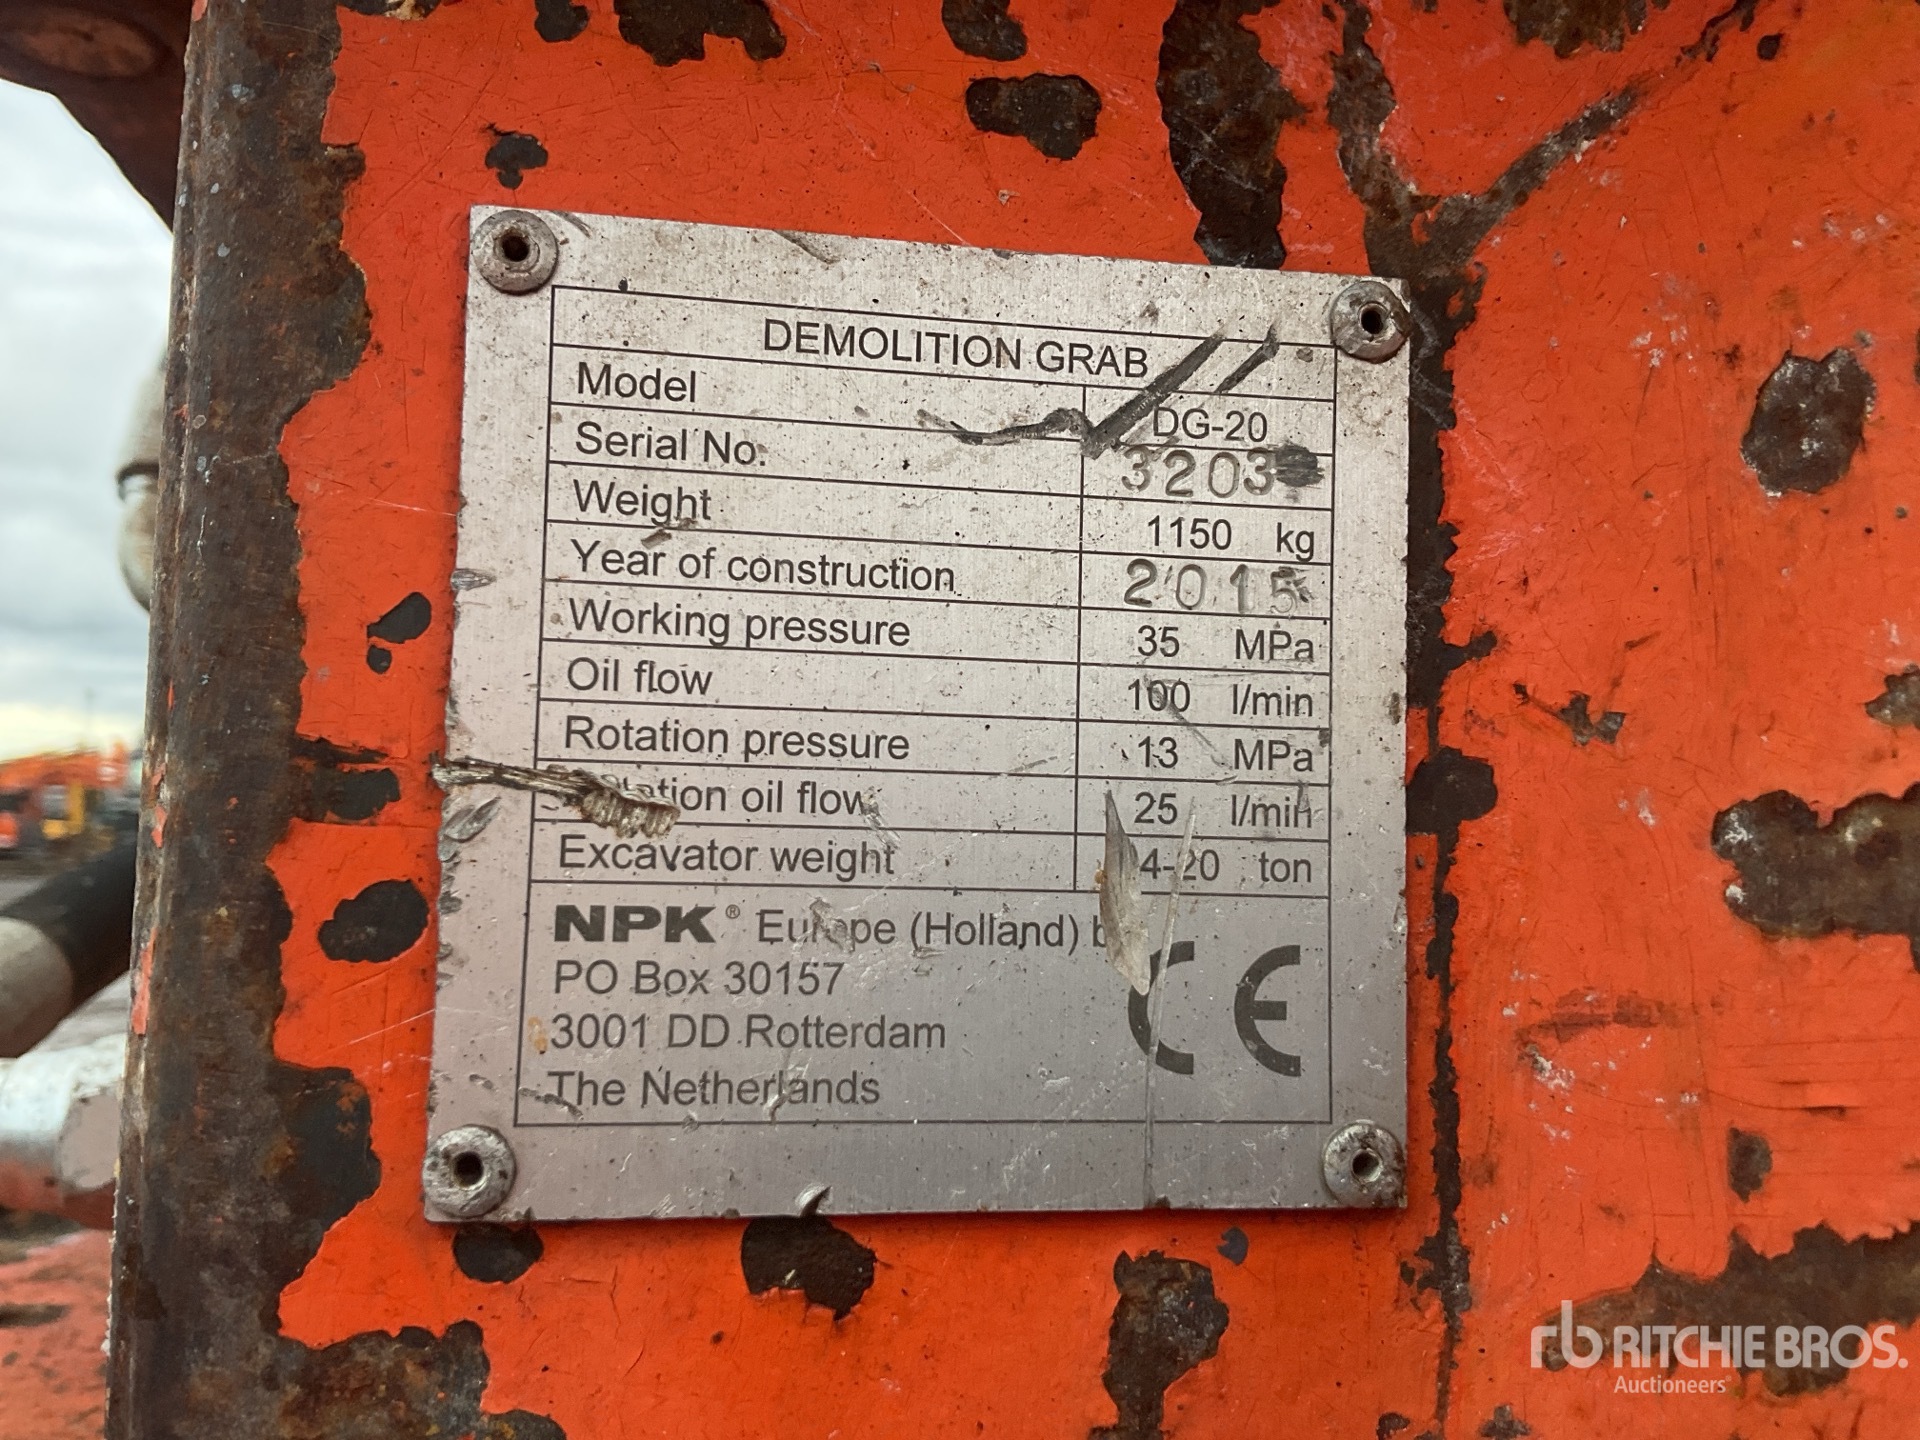 DEMOLITION GRAB
Model DG-20
Serial No. 3203
Weight 1150 kg
Year of construction 2015
Working pressure 35 MPa
Oil flow 100 l/min
Rotation pressure 13 MPa
oil flow 25 l/min
Excavator weight ton
NPK® Europe (Holland)
PO Box 30157
3001 DD Rotterdam
The Netherlands
CE
rb RITCHIE BROS.
Auctioneers